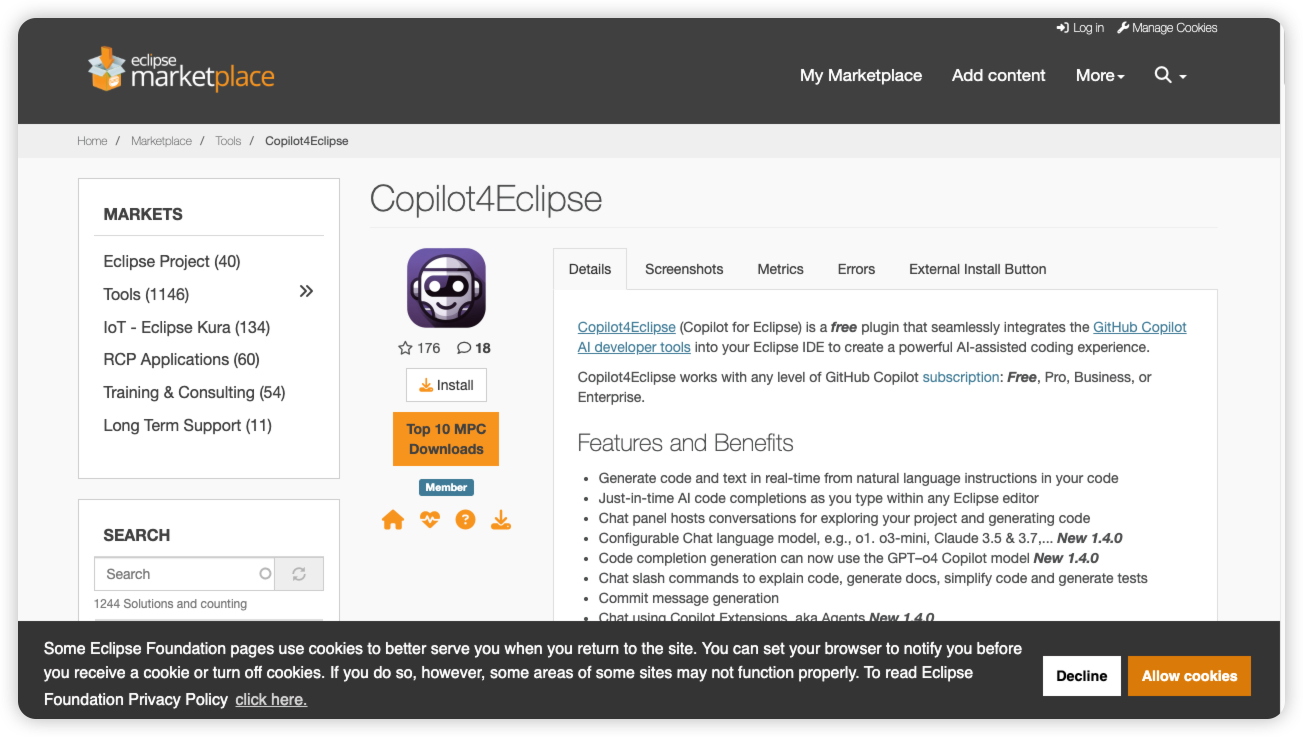 Log in Manage Cookies
eclipse
marketplace
My Marketplace Add content More
Home / Marketplace / Tools / Copilot4Eclipse
MARKETS
Eclipse Project (40)
Tools (1146)
IoT - Eclipse Kura (134)
RCP Applications (60)
Training & Consulting (54)
Long Term Support (11)
SEARCH
Search
1244 Solutions and counting
Copilot4Eclipse
176 18
Install
Top 10 MPC
Downloads
Member
Details Screenshots Metrics Errors External Install Button
Copilot4Eclipse (Copilot for Eclipse) is a free plugin that seamlessly integrates the GitHub Copilot
AI developer tools into your Eclipse IDE to create a powerful AI-assisted coding experience.
Copilot4Eclipse works with any level of GitHub Copilot subscription: Free, Pro, Business, or
Enterprise.
Features and Benefits
• Generate code and text in real-time from natural language instructions in your code
• Just-in-time AI code completions as you type within any Eclipse editor
• Chat panel hosts conversations for exploring your project and generating code
• Configurable Chat language model, e.g., o1. o3-mini, Claude 3.5 & 3.7,... New 1.4.0
• Code completion generation can now use the GPT–o4 Copilot model New 1.4.0
• Chat slash commands to explain code, generate docs, simplify code and generate tests
• Commit message generation
• Chat using Copilot Extensions, aka Agents New 1.4.0
Some Eclipse Foundation pages use cookies to better serve you when you return to the site. You can set your browser to notify you before
you receive a cookie or turn off cookies. If you do so, however, some areas of some sites may not function properly. To read Eclipse
Foundation Privacy Policy click here.
Decline Allow cookies